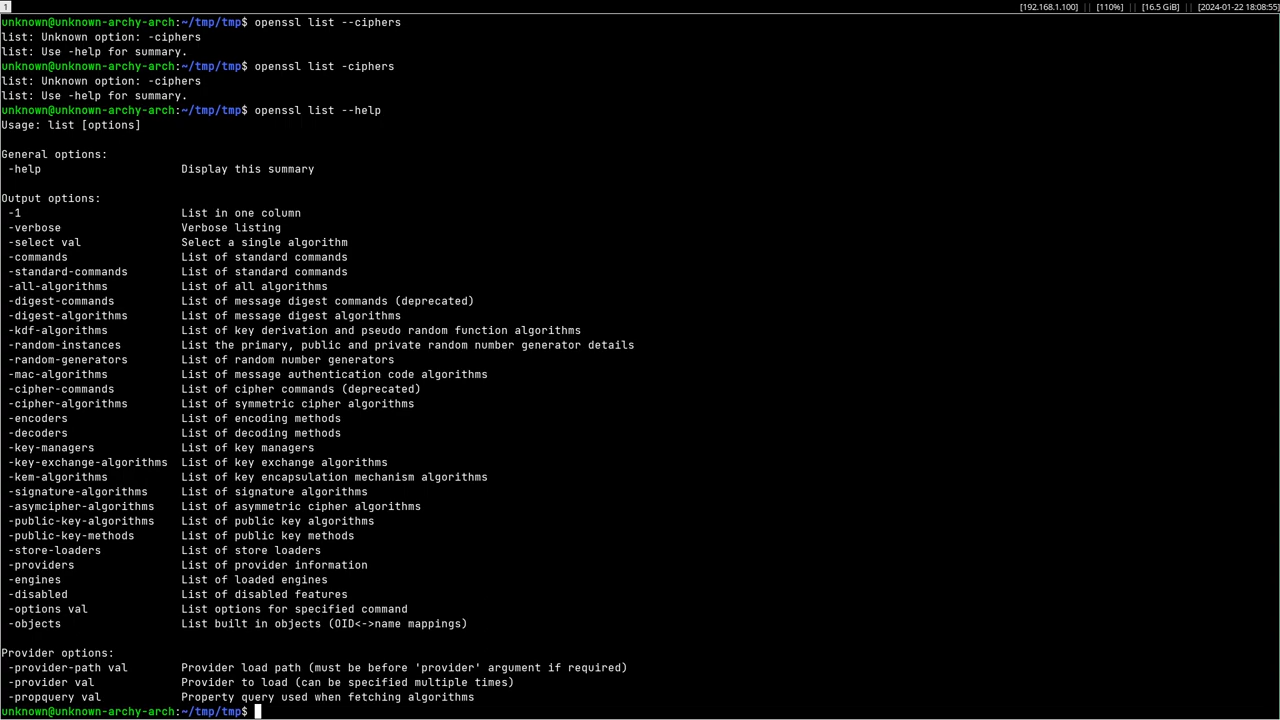 1 [192.168.1.100] || [110%] || [16.5 GiB] || [2024-01-22 18:08:55]
unknown@unknown-archy-arch:~/tmp/tmp$ openssl list --ciphers
list: Unknown option: -ciphers
list: Use -help for summary.
unknown@unknown-archy-arch:~/tmp/tmp$ openssl list -ciphers
list: Unknown option: -ciphers
list: Use -help for summary.
unknown@unknown-archy-arch:~/tmp/tmp$ openssl list --help
Usage: list [options]
General options:
-help Display this summary
Output options:
-1 List in one column
-verbose Verbose listing
-select val Select a single algorithm
-commands List of standard commands
-standard-commands List of standard commands
-all-algorithms List of all algorithms
-digest-commands List of message digest commands (deprecated)
-digest-algorithms List of message digest algorithms
-kdf-algorithms List of key derivation and pseudo random function algorithms
-random-instances List the primary, public and private random number generator details
-random-generators List of random number generators
-mac-algorithms List of message authentication code algorithms
-cipher-commands List of cipher commands (deprecated)
-cipher-algorithms List of symmetric cipher algorithms
-encoders List of encoding methods
-decoders List of decoding methods
-key-managers List of key managers
-key-exchange-algorithms List of key exchange algorithms
-kem-algorithms List of key encapsulation mechanism algorithms
-signature-algorithms List of signature algorithms
-asymcipher-algorithms List of asymmetric cipher algorithms
-public-key-algorithms List of public key algorithms
-public-key-methods List of public key methods
-store-loaders List of store loaders
-providers List of provider information
-engines List of loaded engines
-disabled List of disabled features
-options val List options for specified command
-objects List built in objects (OID<->name mappings)
Provider options:
-provider-path val Provider load path (must be before 'provider' argument if required)
-provider val Provider to load (can be specified multiple times)
-propquery val Property query used when fetching algorithms
unknown@unknown-archy-arch:~/tmp/tmp$